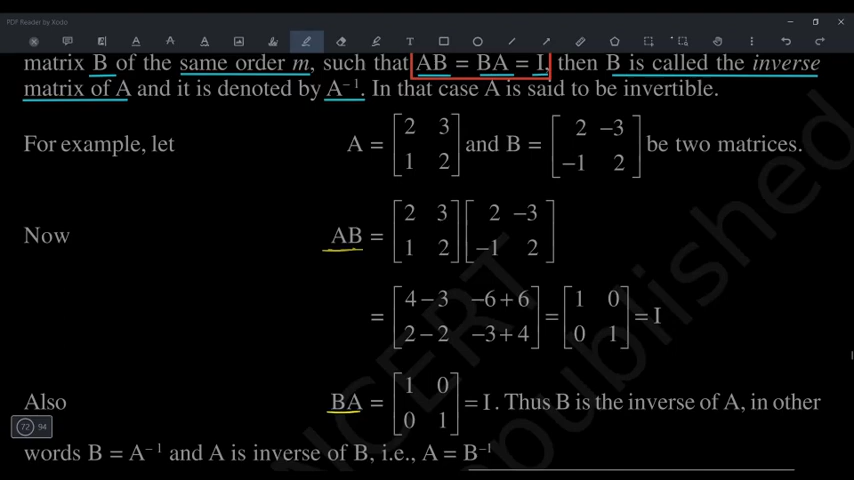 PDF Reader by Xodo
matrix B of the same order m, such that AB = BA = I, then B is called the inverse
matrix of A and it is denoted by A⁻¹. In that case A is said to be invertible.
For example, let A = [2 3; 1 2] and B = [2 −3; −1 2] be two matrices.
Now AB = [2 3; 1 2] [2 −3; −1 2]
= [4 − 3 −6 + 6; 2 − 2 −3 + 4] = [1 0; 0 1] = I
Also BA = [1 0; 0 1] = I. Thus B is the inverse of A, in other
72 94
words B = A⁻¹ and A is inverse of B, i.e., A = B⁻¹
NCERT
published